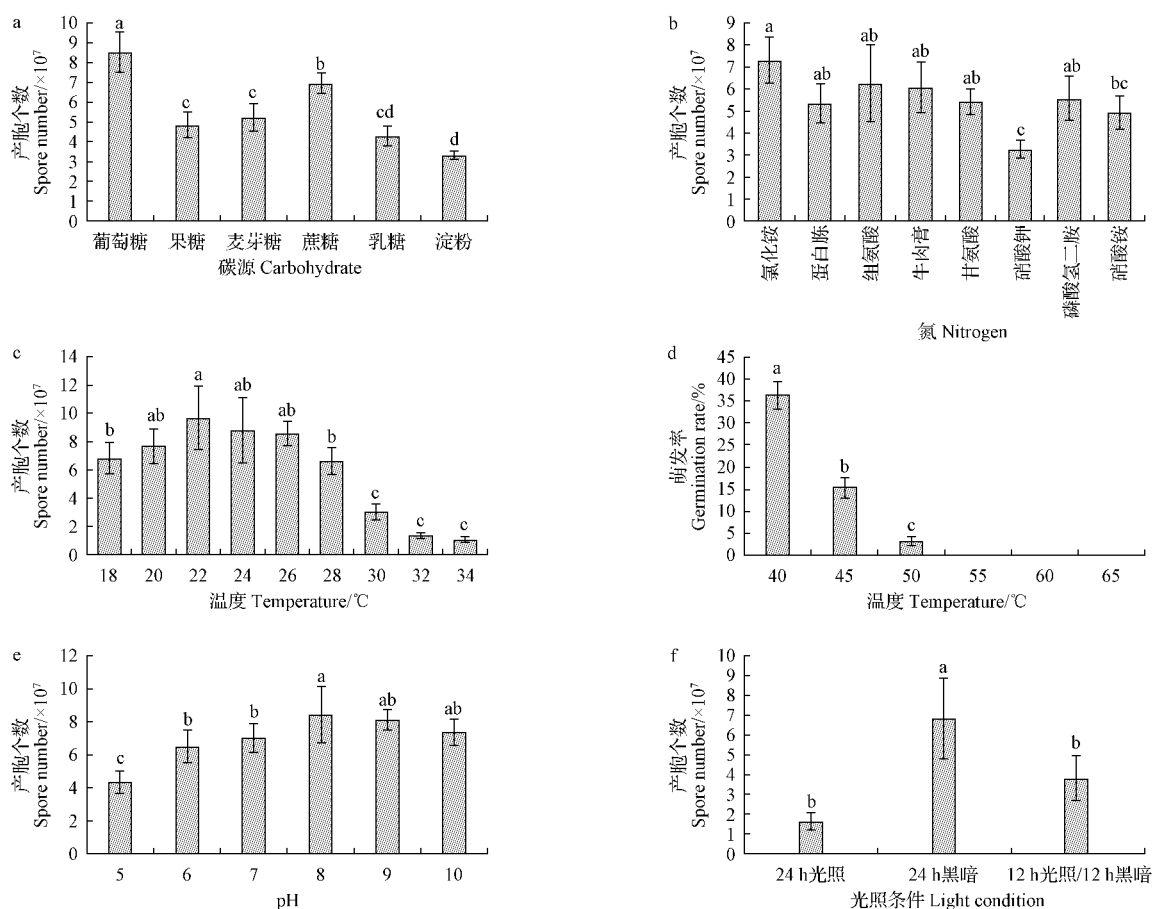 a
产胞个数
Spore number/×10⁷
10
9
8
7
6
5
4
3
2
1
0
a
c
c
b
cd
d
葡萄糖 果糖 麦芽糖 蔗糖 乳糖 淀粉
碳源 Carbohydrate
b
产胞个数
Spore number/×10⁷
9
8
7
6
5
4
3
2
1
0
a
ab
ab
ab
ab
c
ab
bc
氯化铵
蛋白胨
组氨酸
牛肉膏
甘氨酸
硝酸钾
磷酸氢二胺
硝酸铵
氮 Nitrogen
c
产胞个数
Spore number/×10⁷
14
12
10
8
6
4
2
0
b
ab
a
ab
ab
b
c
c
c
18 20 22 24 26 28 30 32 34
温度 Temperature/℃
d
萌发率
Germination rate/%
45
40
35
30
25
20
15
10
5
0
a
b
c
40 45 50 55 60 65
温度 Temperature/℃
e
产胞个数
Spore number/×10⁷
12
10
8
6
4
2
0
c
b
b
a
ab
ab
5 6 7 8 9 10
pH
f
产胞个数
Spore number/×10⁷
10
9
8
7
6
5
4
3
2
1
0
b
a
b
24 h光照 24 h黑喑 12 h光照/12 h黑喑
光照条件 Light condition